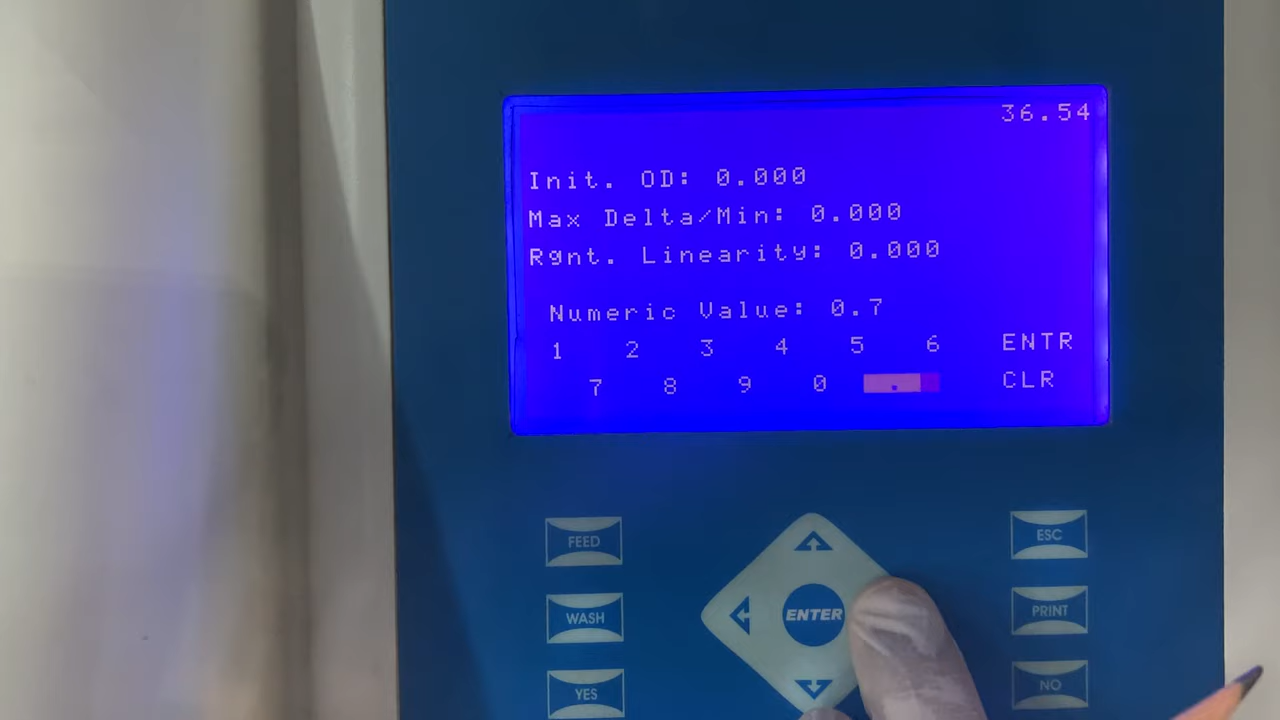 36.54
Init. OD: 0.000
Max Delta/Min: 0.000
Rgnt. Linearity: 0.000
Numeric Value: 0.7
1 2 3 4 5 6 ENTR
7 8 9 0 . CLR
FEED
ESC
WASH
ENTER
PRINT
YES
NO